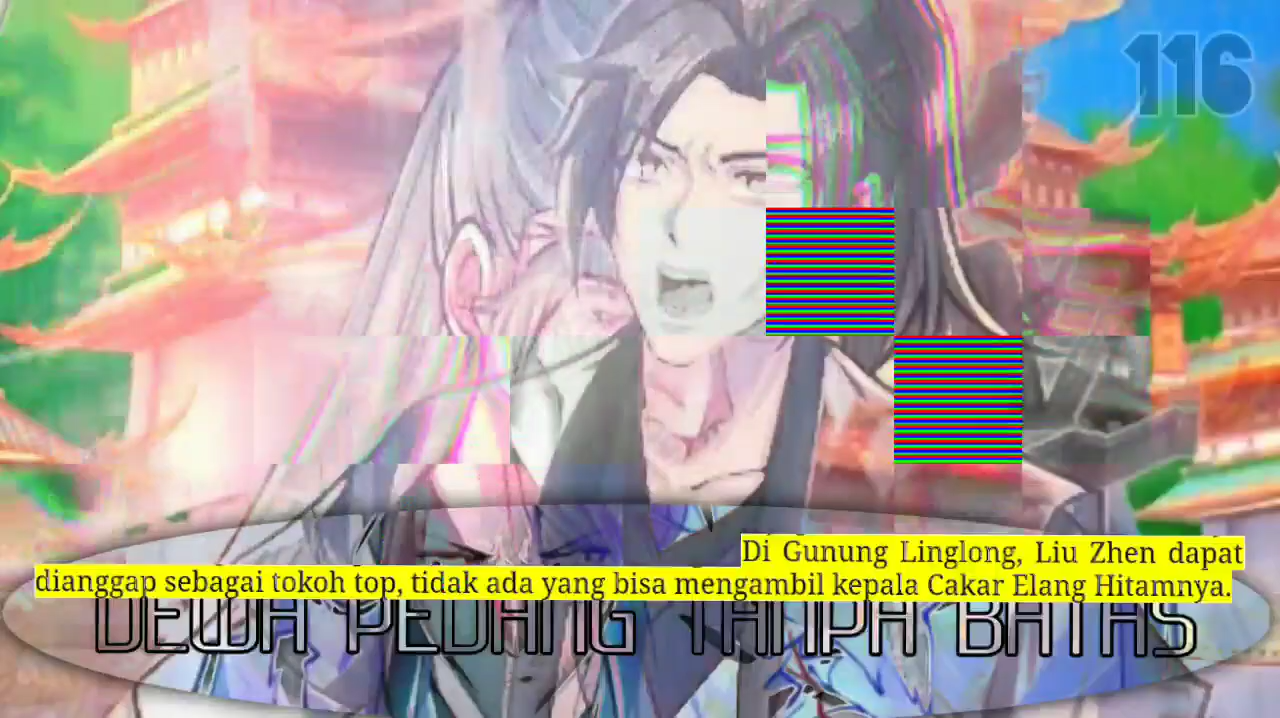 116
Di Gunung Linglong, Liu Zhen dapat
dianggap sebagai tokoh top, tidak ada yang bisa mengambil kepala Cakar Elang Hitamnya.
DEWA PEDANG TANPA BATAS